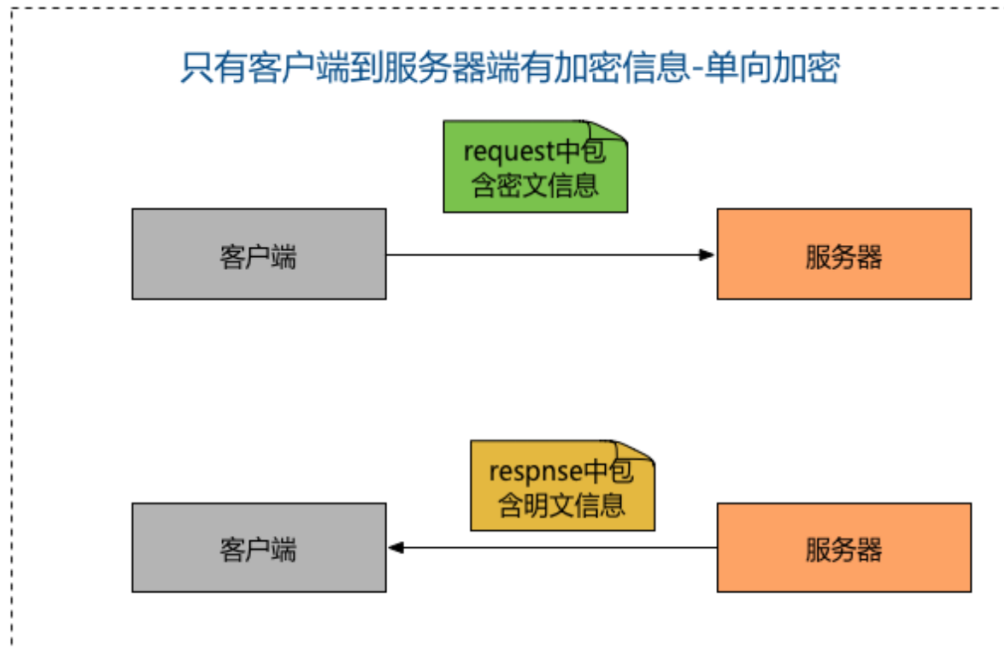 只有客户端到服务器端有加密信息-单向加密
request中包
含密文信息
客户端
服务器
respnse中包
含明文信息
客户端
服务器